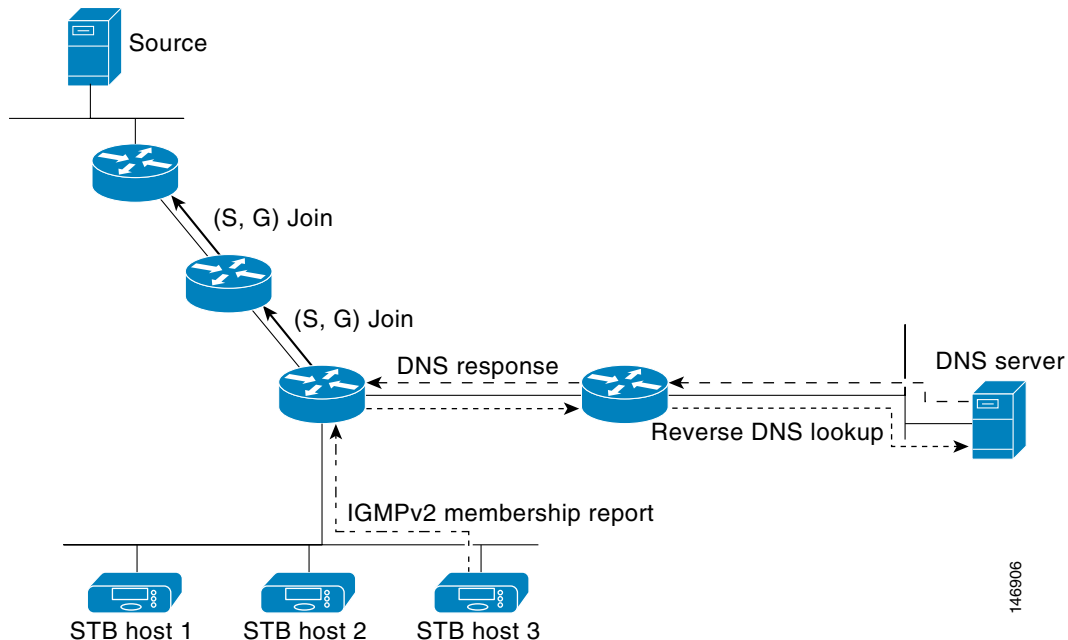 Source
(S, G) Join
(S, G) Join
DNS response
DNS server
Reverse DNS lookup
IGMPv2 membership report
STB host 1
STB host 2
STB host 3
146906